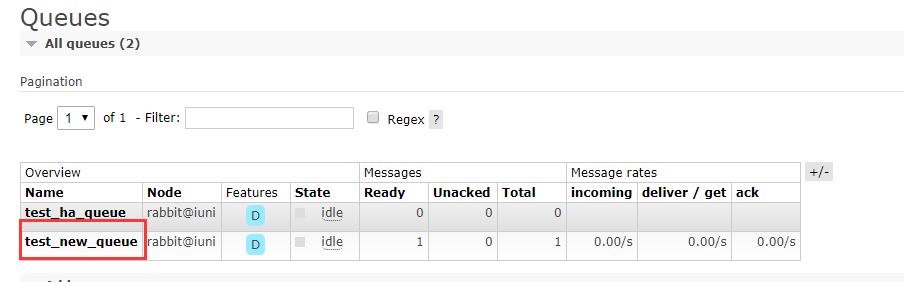 Queues
All queues (2)
Pagination
Page 1 of 1 - Filter: Regex ?
Overview Messages Message rates +/-
Name Node Features State Ready Unacked Total incoming deliver / get ack
test_ha_queue rabbit@iuni D idle 0 0 0
test_new_queue rabbit@iuni D idle 1 0 1 0.00/s 0.00/s 0.00/s